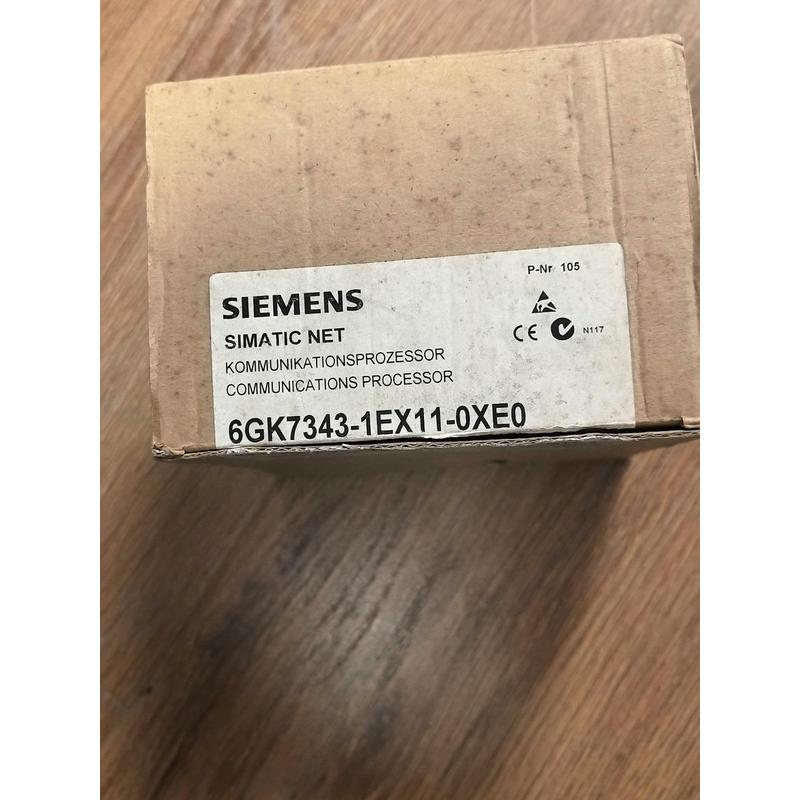 P-Nr 105
SIEMENS
SIMATIC NET
CE N117
KOMMUNIKATIONSPROZESSOR
COMMUNICATIONS PROCESSOR
6GK7343-1EX11-0XE0